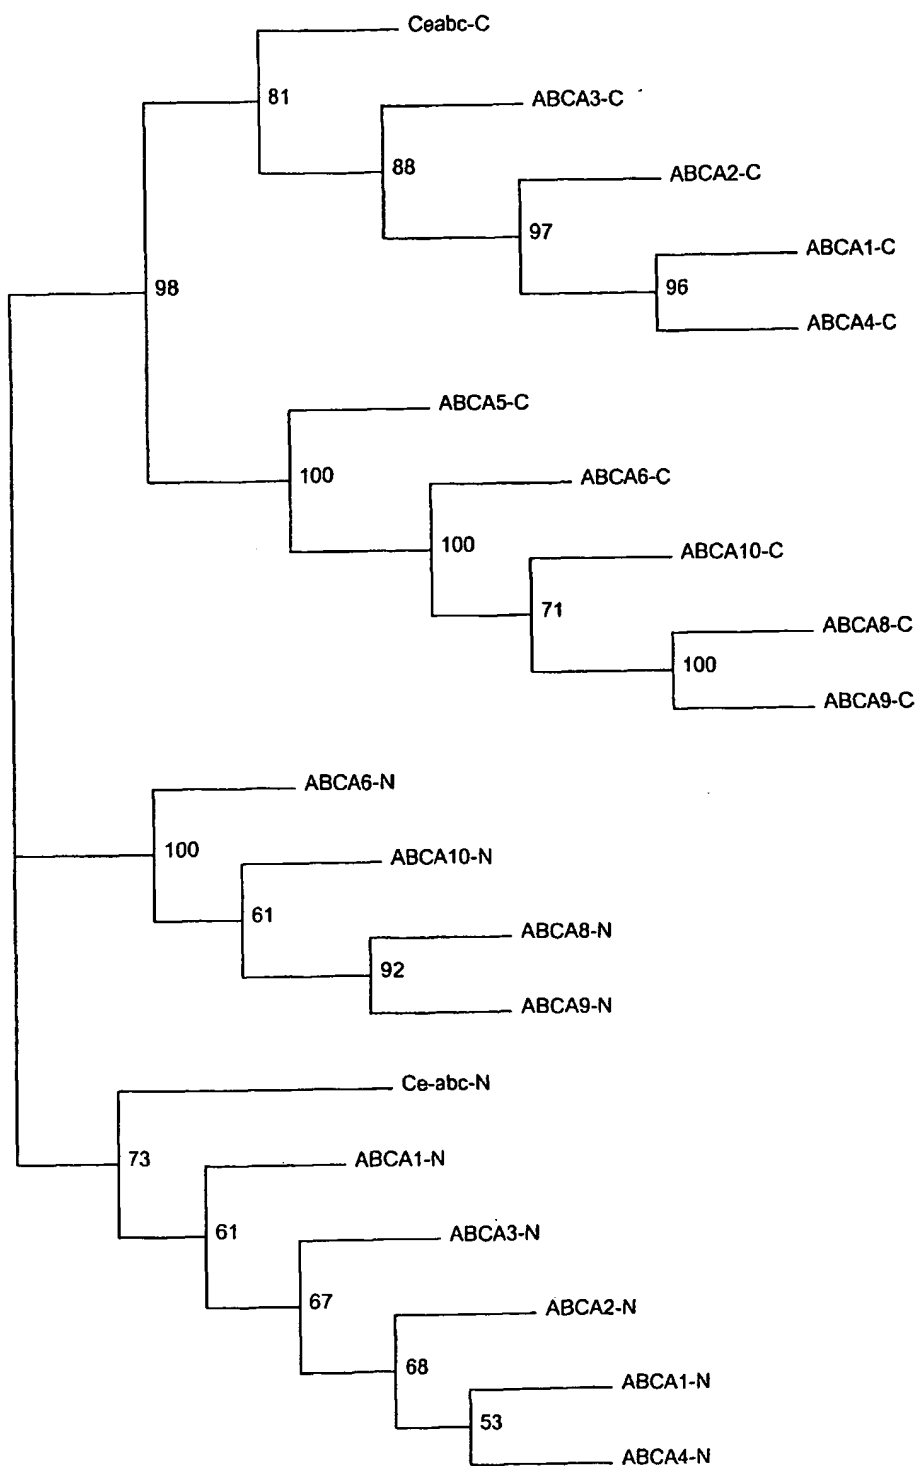 Ceabc-C
81
ABCA3-C
88
ABCA2-C
97
ABCA1-C
98
96
ABCA4-C
ABCA5-C
100
ABCA6-C
100
ABCA10-C
71
ABCA8-C
100
ABCA9-C
ABCA6-N
100
ABCA10-N
61
ABCA8-N
92
ABCA9-N
Ce-abc-N
73
ABCA1-N
61
ABCA3-N
67
ABCA2-N
68
ABCA1-N
53
ABCA4-N